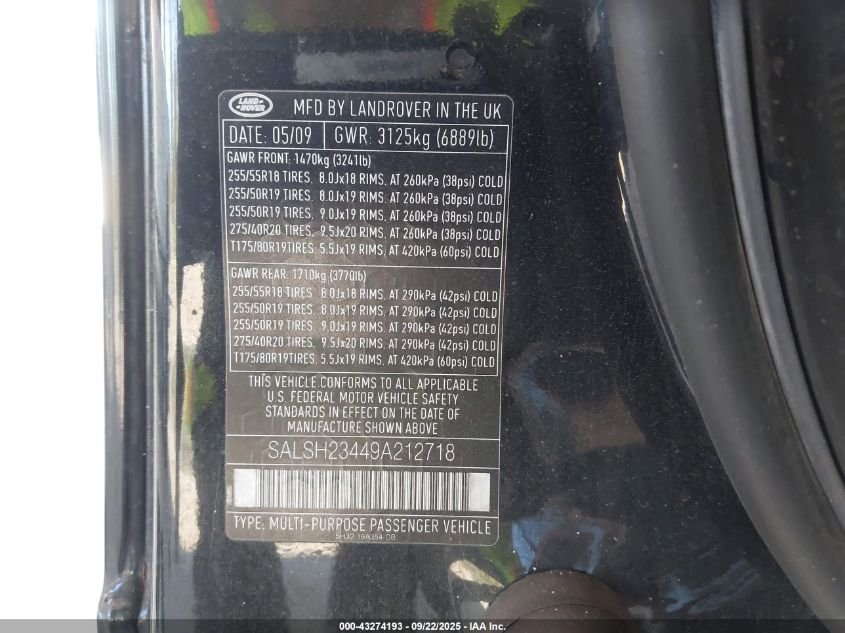 LAND ROVER
MFD BY LANDROVER IN THE UK
DATE: 05/09 GWR: 3125kg (6889lb)
GAWR FRONT: 1470kg (3241lb)
255/55R18 TIRES, 8.0Jx18 RIMS, AT 260kPa (38psi) COLD
255/50R19 TIRES, 8.0Jx19 RIMS, AT 260kPa (38psi) COLD
255/50R19 TIRES, 9.0Jx19 RIMS, AT 260kPa (38psi) COLD
275/40R20 TIRES, 9.5Jx20 RIMS, AT 260kPa (38psi) COLD
T175/80R19TIRES, 5.5Jx19 RIMS, AT 420kPa (60psi) COLD
GAWR REAR: 1710kg (3770lb)
255/55R18 TIRES, 8.0Jx18 RIMS, AT 290kPa (42psi) COLD
255/50R19 TIRES, 8.0Jx19 RIMS, AT 290kPa (42psi) COLD
255/50R19 TIRES, 9.0Jx19 RIMS, AT 290kPa (42psi) COLD
275/40R20 TIRES, 9.5Jx20 RIMS, AT 290kPa (42psi) COLD
T175/80R19TIRES, 5.5Jx19 RIMS, AT 420kPa (60psi) COLD
THIS VEHICLE CONFORMS TO ALL APPLICABLE
U.S. FEDERAL MOTOR VEHICLE SAFETY
STANDARDS IN EFFECT ON THE DATE OF
MANUFACTURE SHOWN ABOVE
SALSH23449A212718
TYPE: MULTI-PURPOSE PASSENGER VEHICLE
5H32-19A354-DB
000-43274193 - 09/22/2025 - IAA Inc.